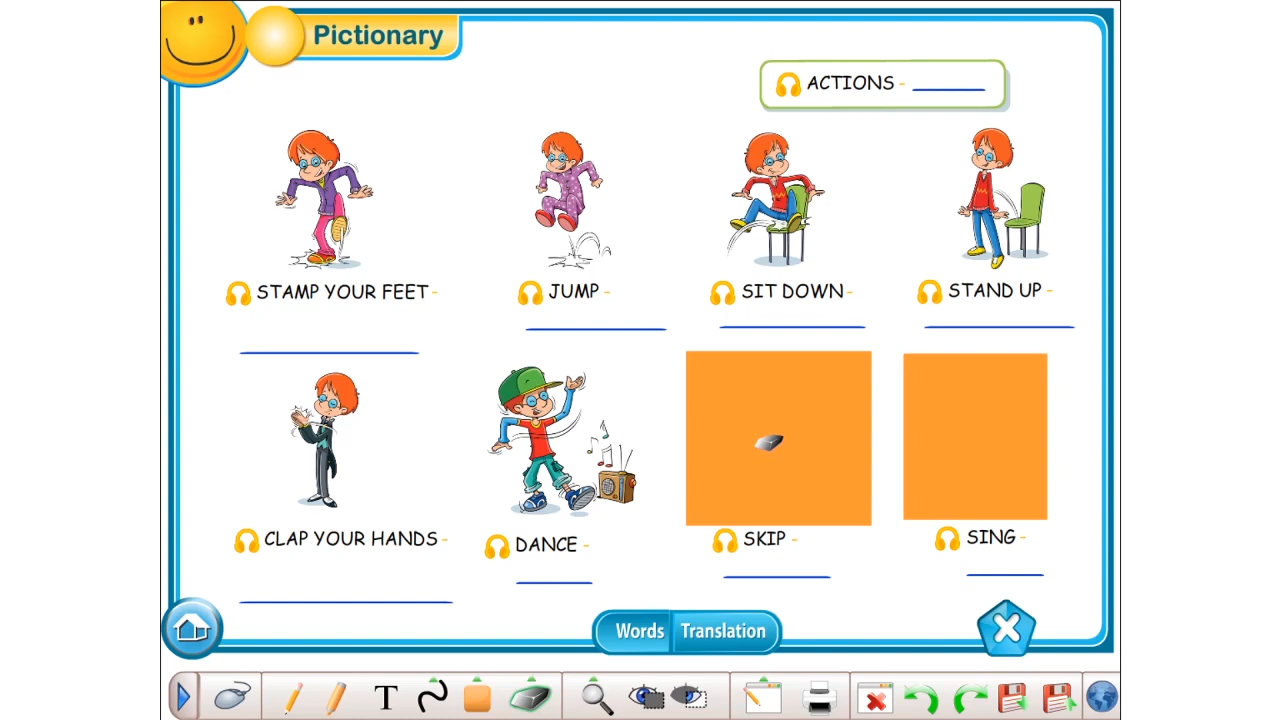 Pictionary
ACTIONS -
STAMP YOUR FEET -
JUMP -
SIT DOWN -
STAND UP -
CLAP YOUR HANDS -
DANCE -
SKIP -
SING -
Words Translation
T